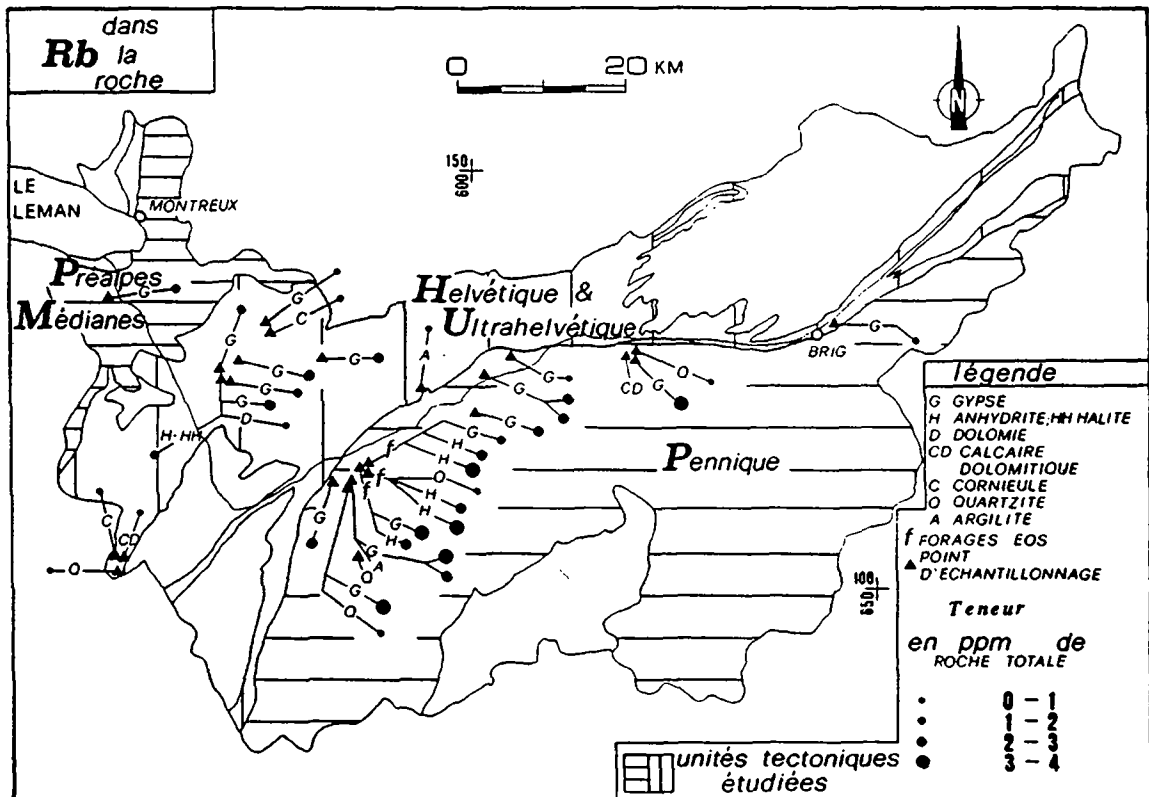 Rb dans
la
roche
0 20 KM
N
150
600
LE
LEMAN
MONTREUX
Préalpes
Médianes
Helvétique &
Ultrahelvétique
BRIG
Pennique
G
G
C
G
G
G
G
G
D
H-HH
C
CD
O
A
G
G
G
G
H
H
O
H
H
G
H
G
A
O
G
O
G
CD
G
O
G
f
f
f
100
650
légende
G GYPSE
H ANHYDRITE; HH HALITE
D DOLOMIE
CD CALCAIRE
DOLOMITIQUE
C CORNIEULE
O QUARTZITE
A ARGILITE
f FORAGES EOS
POINT
D'ECHANTILLONNAGE
Teneur
en ppm de
ROCHE TOTALE
0 - 1
1 - 2
2 - 3
3 - 4
unités tectoniques
étudiées